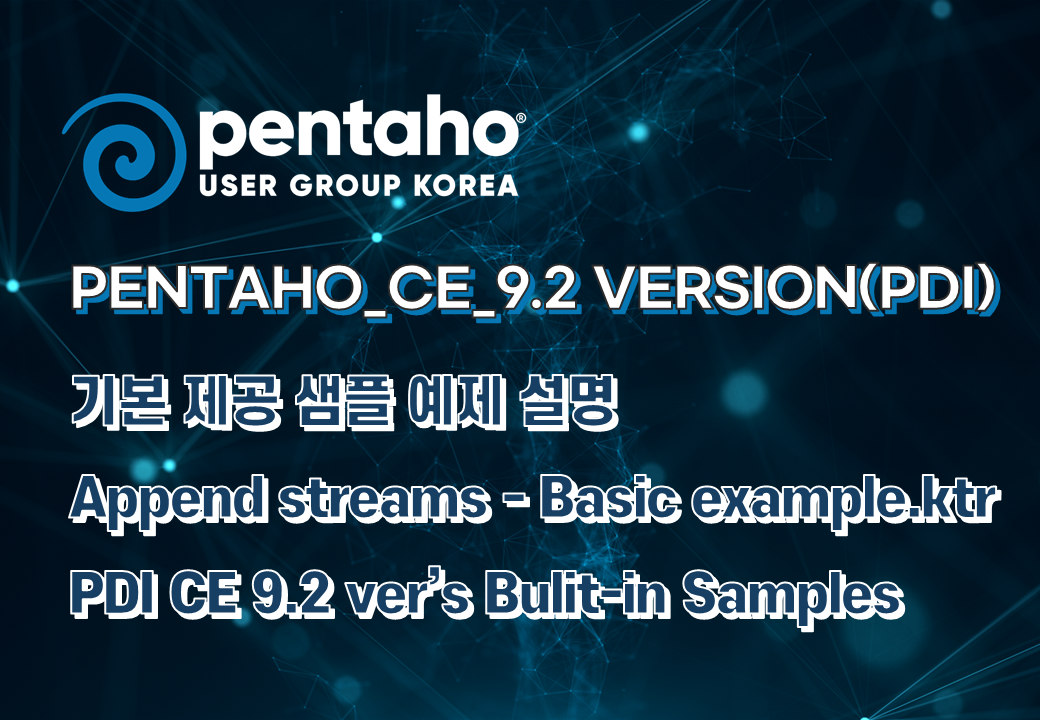 pentaho®
USER GROUP KOREA
PENTAHO_CE_9.2 VERSION(PDI)
기본 제공 샘플 예제 설명
Append streams - Basic example.ktr
PDI CE 9.2 ver's Bulit-in Samples